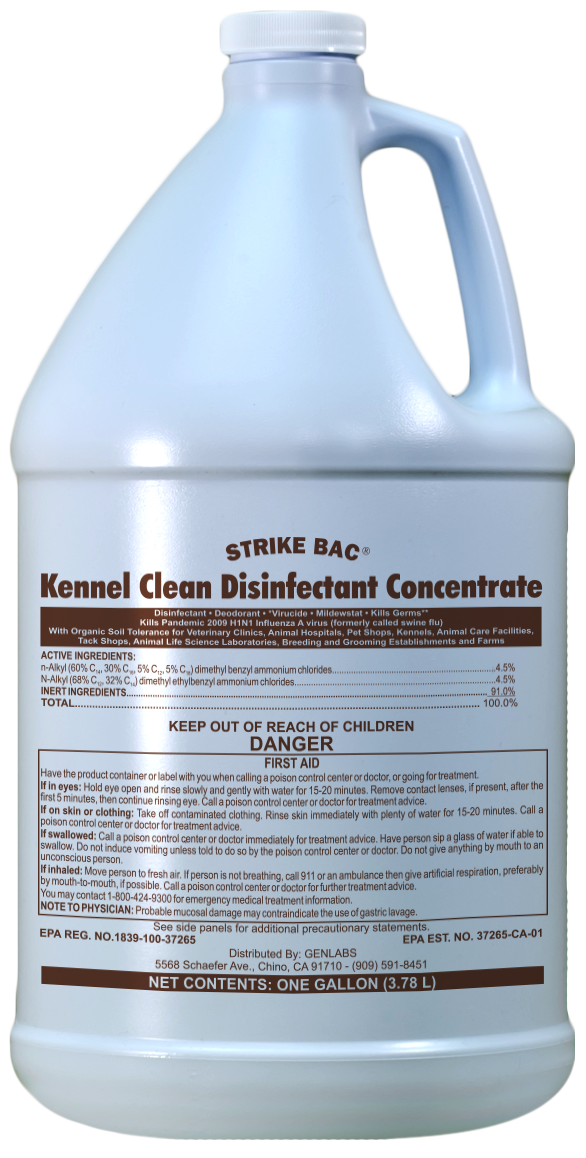 STRIKE BAC®
Kennel Clean Disinfectant Concentrate
Disinfectant • Deodorant • *Virucide • Mildewstat • Kills Germs**
Kills Pandemic 2009 H1N1 Influenza A virus (formerly called swine flu)
With Organic Soil Tolerance for Veterinary Clinics, Animal Hospitals, Pet Shops, Kennels, Animal Care Facilities,
Tack Shops, Animal Life Science Laboratories, Breeding and Grooming Establishments and Farms
ACTIVE INGREDIENTS:
n-Alkyl (60% C14, 30% C16, 5% C12, 5% C18) dimethyl benzyl ammonium chlorides...4.5%
N-Alkyl (68% C12, 32% C14) dimethyl ethylbenzyl ammonium chlorides...4.5%
INERT INGREDIENTS...91.0%
TOTAL...100.0%
KEEP OUT OF REACH OF CHILDREN
DANGER
FIRST AID
Have the product container or label with you when calling a poison control center or doctor, or going for treatment.
If in eyes: Hold eye open and rinse slowly and gently with water for 15-20 minutes. Remove contact lenses, if present, after the
first 5 minutes, then continue rinsing eye. Call a poison control center or doctor for treatment advice.
If on skin or clothing: Take off contaminated clothing. Rinse skin immediately with plenty of water for 15-20 minutes. Call a
poison control center or doctor for treatment advice.
If swallowed: Call a poison control center or doctor immediately for treatment advice. Have person sip a glass of water if able to
swallow. Do not induce vomiting unless told to do so by the poison control center or doctor. Do not give anything by mouth to an
unconscious person.
If inhaled: Move person to fresh air. If person is not breathing, call 911 or an ambulance then give artificial respiration, preferably
by mouth-to-mouth, if possible. Call a poison control center or doctor for further treatment advice.
You may contact 1-800-424-9300 for emergency medical treatment information.
NOTE TO PHYSICIAN: Probable mucosal damage may contraindicate the use of gastric lavage.
See side panels for additional precautionary statements.
EPA REG. NO.1839-100-37265 EPA EST. NO. 37265-CA-01
Distributed By: GENLABS
5568 Schaefer Ave., Chino, CA 91710 - (909) 591-8451
NET CONTENTS: ONE GALLON (3.78 L)